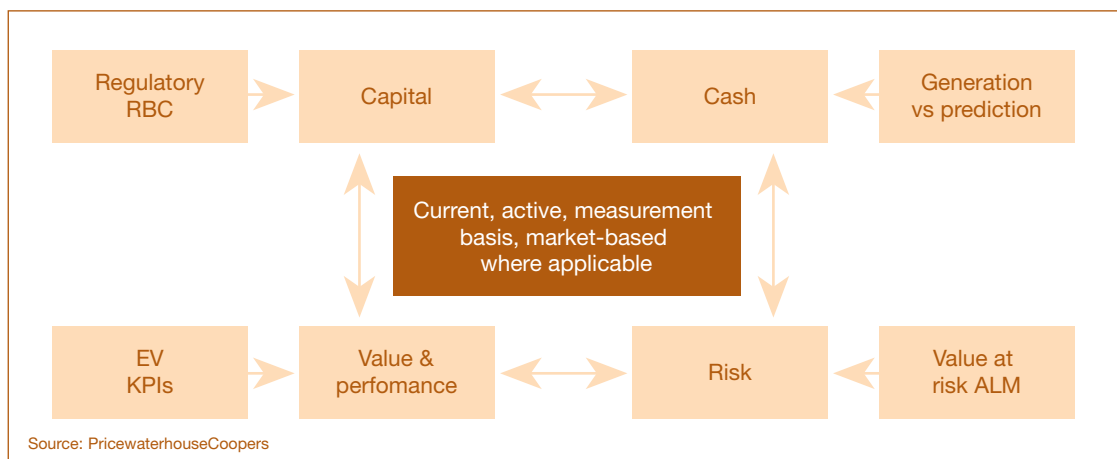 Regulatory
RBC
Capital
Cash
Generation
vs prediction
Current, active, measurement
basis, market-based
where applicable
EV
KPIs
Value &
perfomance
Risk
Value at
risk ALM
Source: PricewaterhouseCoopers